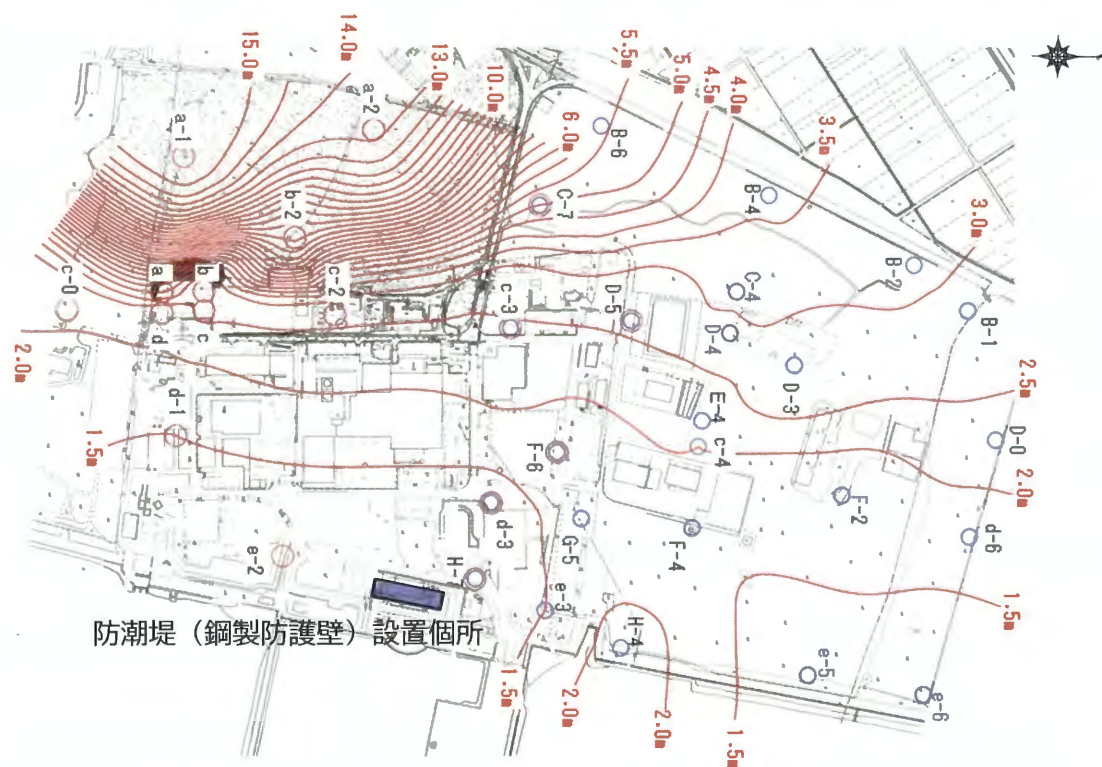 15.0m
14.0m
13.0m
10.0m
6.0m
5.5m
5.0m
4.5m
4.0m
3.5m
3.0m
2.5m
2.0m
1.5m
a-1
a-2
b-2
B-6
C-7
B-4
B-2
B-1
C-4
D-4
D-5
D-3
c-0
a
b
c
d
c-2
c-3
2.0m
d-1
1.5m
E-4
c-4
D-0
F-6
F-2
d-6
d-3
G-5
F-4
e-2
e-3
H-4
e-5
e-6
防潮堤（鋼製防護壁）設置個所
1.5m
2.0m
2.0m
1.5m